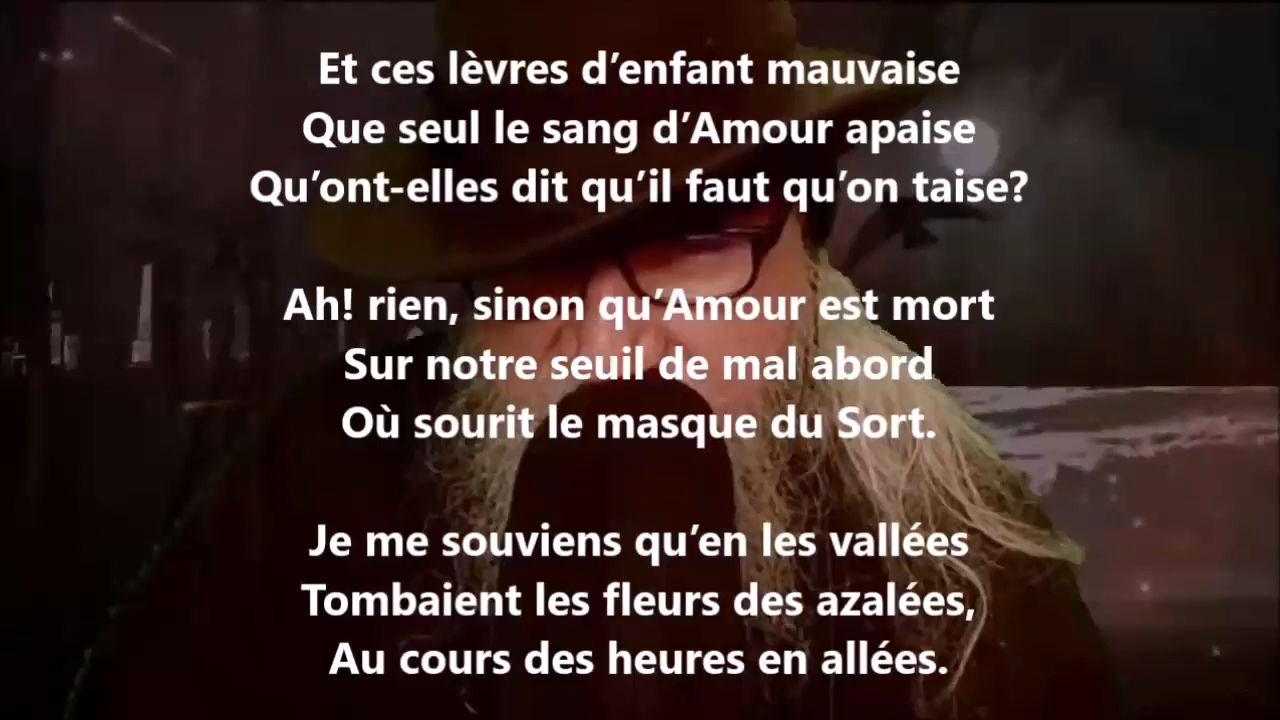 Et ces lèvres d’enfant mauvaise
Que seul le sang d’Amour apaise
Qu’ont-elles dit qu’il faut qu’on taise?
Ah! rien, sinon qu’Amour est mort
Sur notre seuil de mal abord
Où sourit le masque du Sort.
Je me souviens qu’en les vallées
Tombaient les fleurs des azalées,
Au cours des heures en allées.